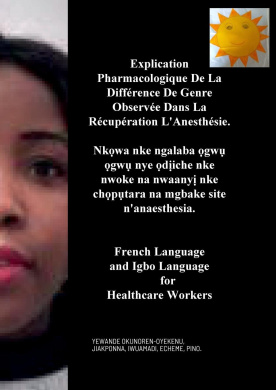 Explication
Pharmacologique De La
Différence De Genre
Observée Dans La
Récupération L'Anesthésie.
Nkọwa nke ngalaba ọgwụ
ọgwụ nye ọdjiche nke
nwoke na nwaanyị nke
chọpụtara na mgbake site
n'anaesthesia.
French Language
and Igbo Language
for
Healthcare Workers
YEWANDE OKUNOREN-OYEKENU,
JIAKPONNA, IWUAMADI, ECHEME, PINO.